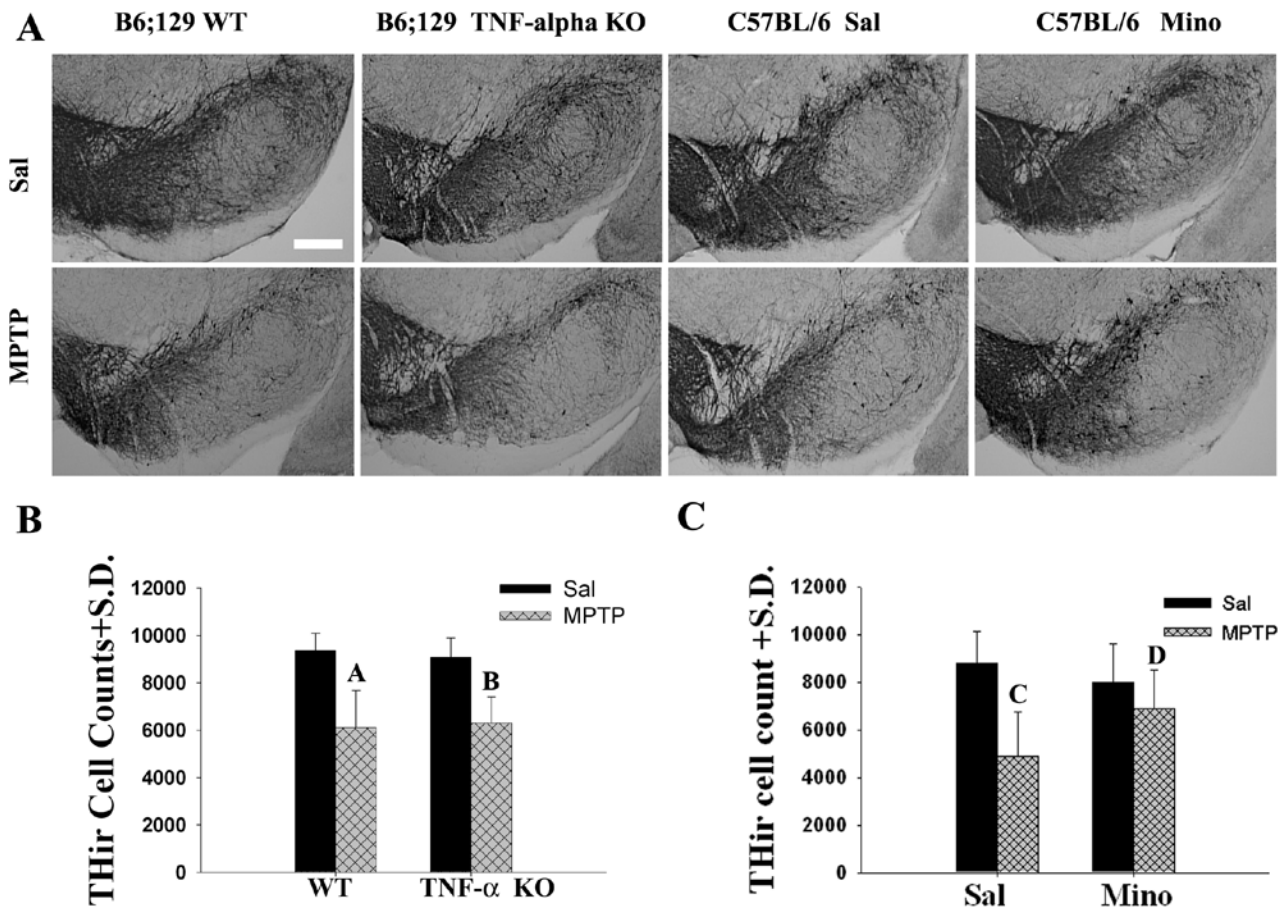 A
B6;129 WT
B6;129 TNF-alpha KO
C57BL/6 Sal
C57BL/6 Mino
Sal
MPTP
B
THir Cell Counts+S.D.
12000
10000
8000
6000
4000
2000
0
Sal
MPTP
A
B
WT
TNF-α KO
C
THir cell count +S.D.
12000
10000
8000
6000
4000
2000
0
Sal
MPTP
C
D
Sal
Mino